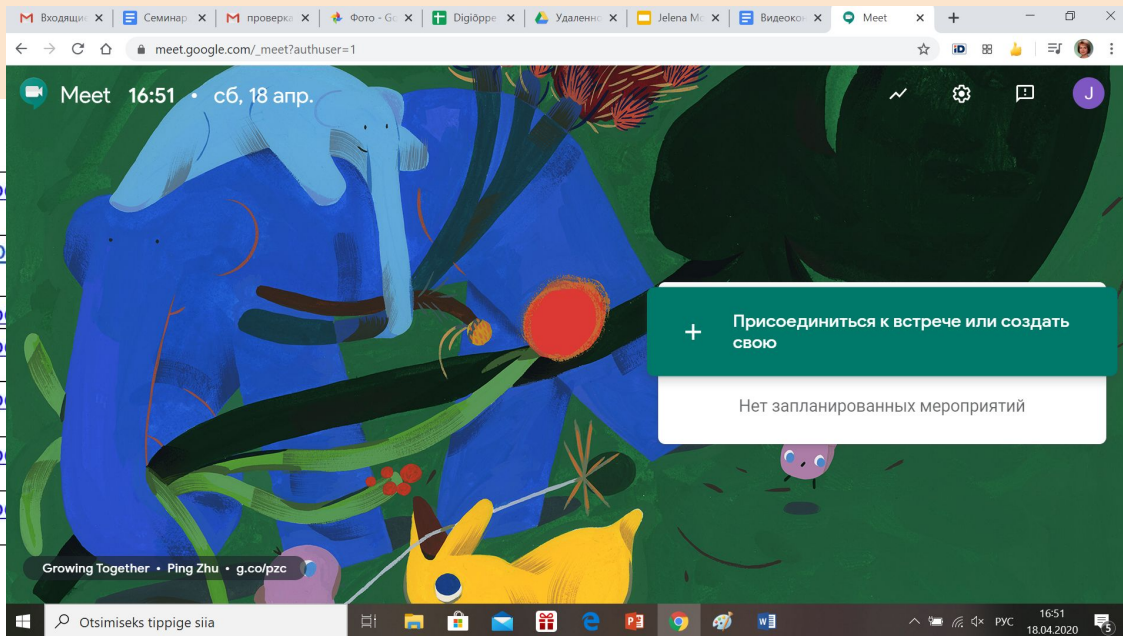 Входящи
Семинар
проверка
Фото - Go
Digiõppe
Удаленно
Jelena Mo
Видеокон
Meet
meet.google.com/_meet?authuser=1
Meet 16:51 • сб, 18 апр.
J
Присоединиться к встрече или создать
свою
Нет запланированных мероприятий
Growing Together • Ping Zhu • g.co/pzc
Otsimiseks tippige siia
РУС
16:51
18.04.2020
5